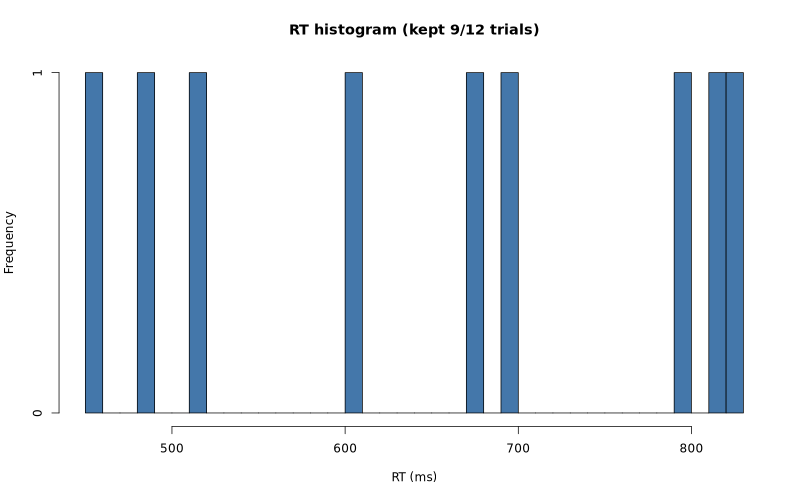 RT histogram (kept 9/12 trials)
1
Frequency
0
500 600 700 800
RT (ms)